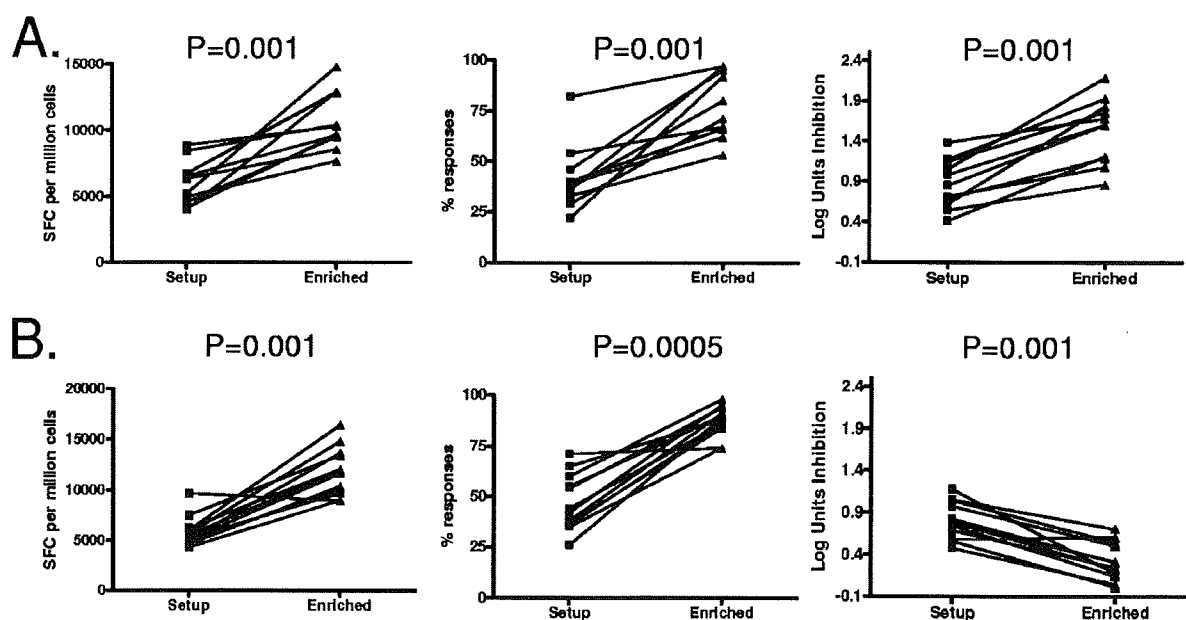 A.
P=0.001
SFC per million cells
15000
10000
5000
0
Setup
Enriched
P=0.001
% responses
100
75
50
25
0
Setup
Enriched
P=0.001
Log Units Inhibition
2.4
1.9
1.4
0.9
0.4
-0.1
Setup
Enriched
B.
P=0.001
SFC per million cells
20000
15000
10000
5000
0
Setup
Enriched
P=0.0005
% responses
100
75
50
25
0
Setup
Enriched
P=0.001
Log Units Inhibition
2.4
1.9
1.4
0.9
0.4
-0.1
Setup
Enriched